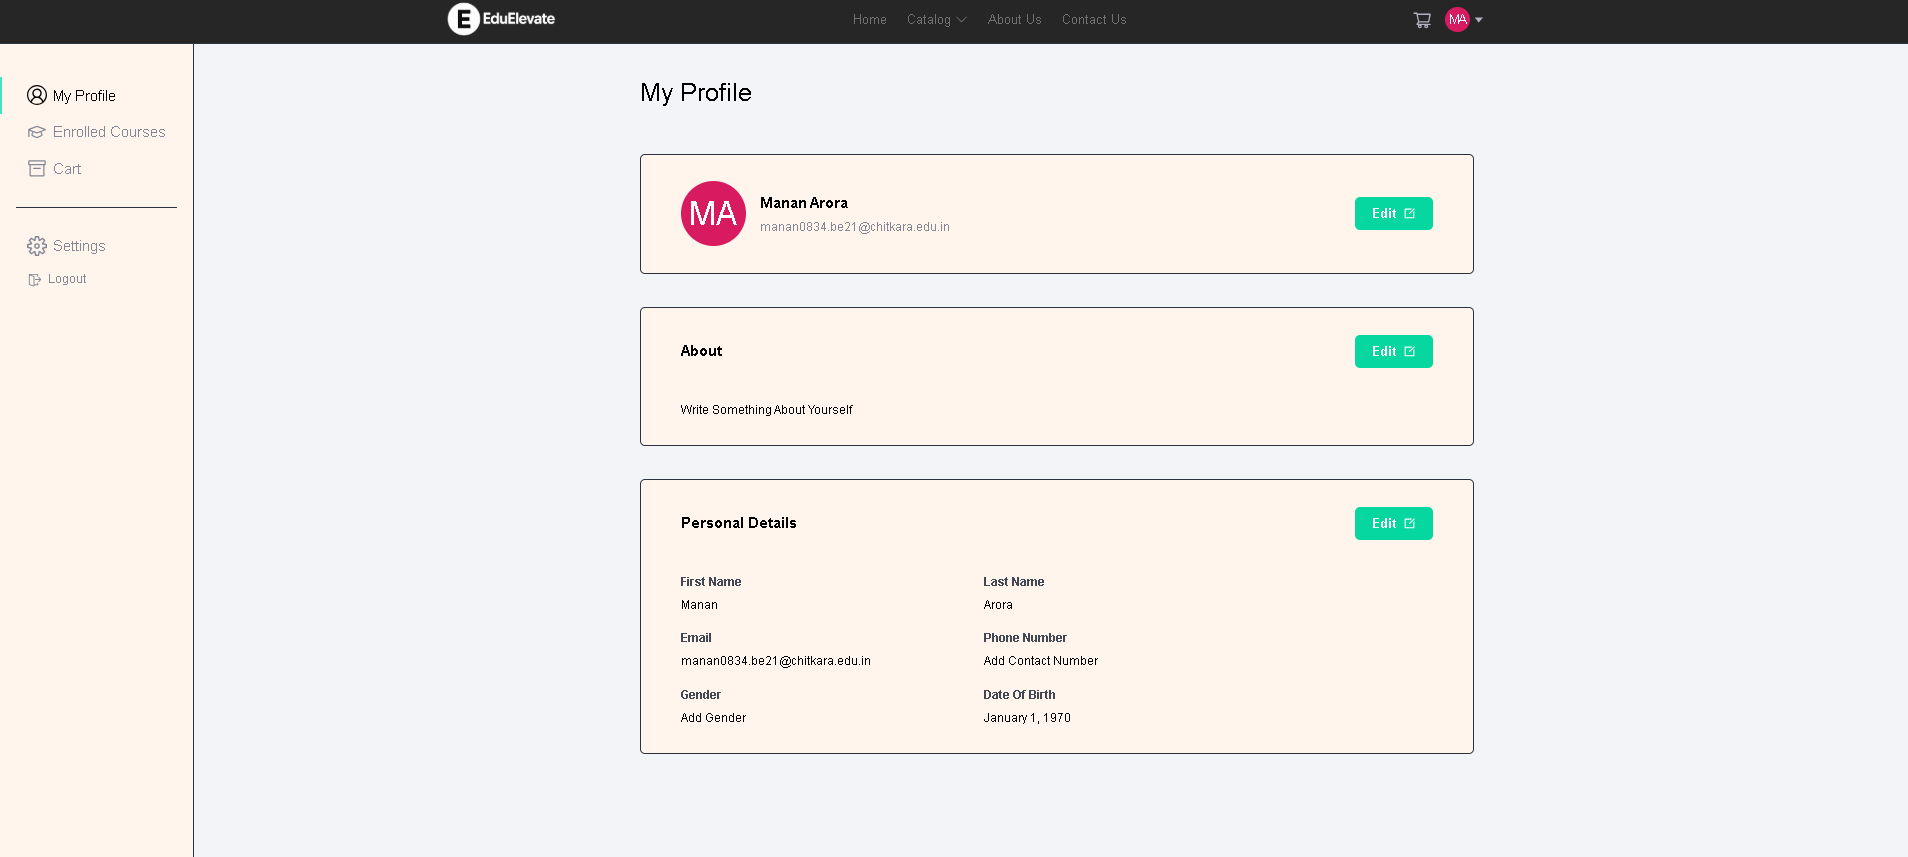 E EduElevate
Home Catalog About Us Contact Us
MA
My Profile
Enrolled Courses
Cart
Settings
Logout
My Profile
MA
Manan Arora
manan0834.be21@chitkara.edu.in
Edit
About
Edit
Write Something About Yourself
Personal Details
Edit
First Name
Manan
Last Name
Arora
Email
manan0834.be21@chitkara.edu.in
Phone Number
Add Contact Number
Gender
Add Gender
Date Of Birth
January 1, 1970